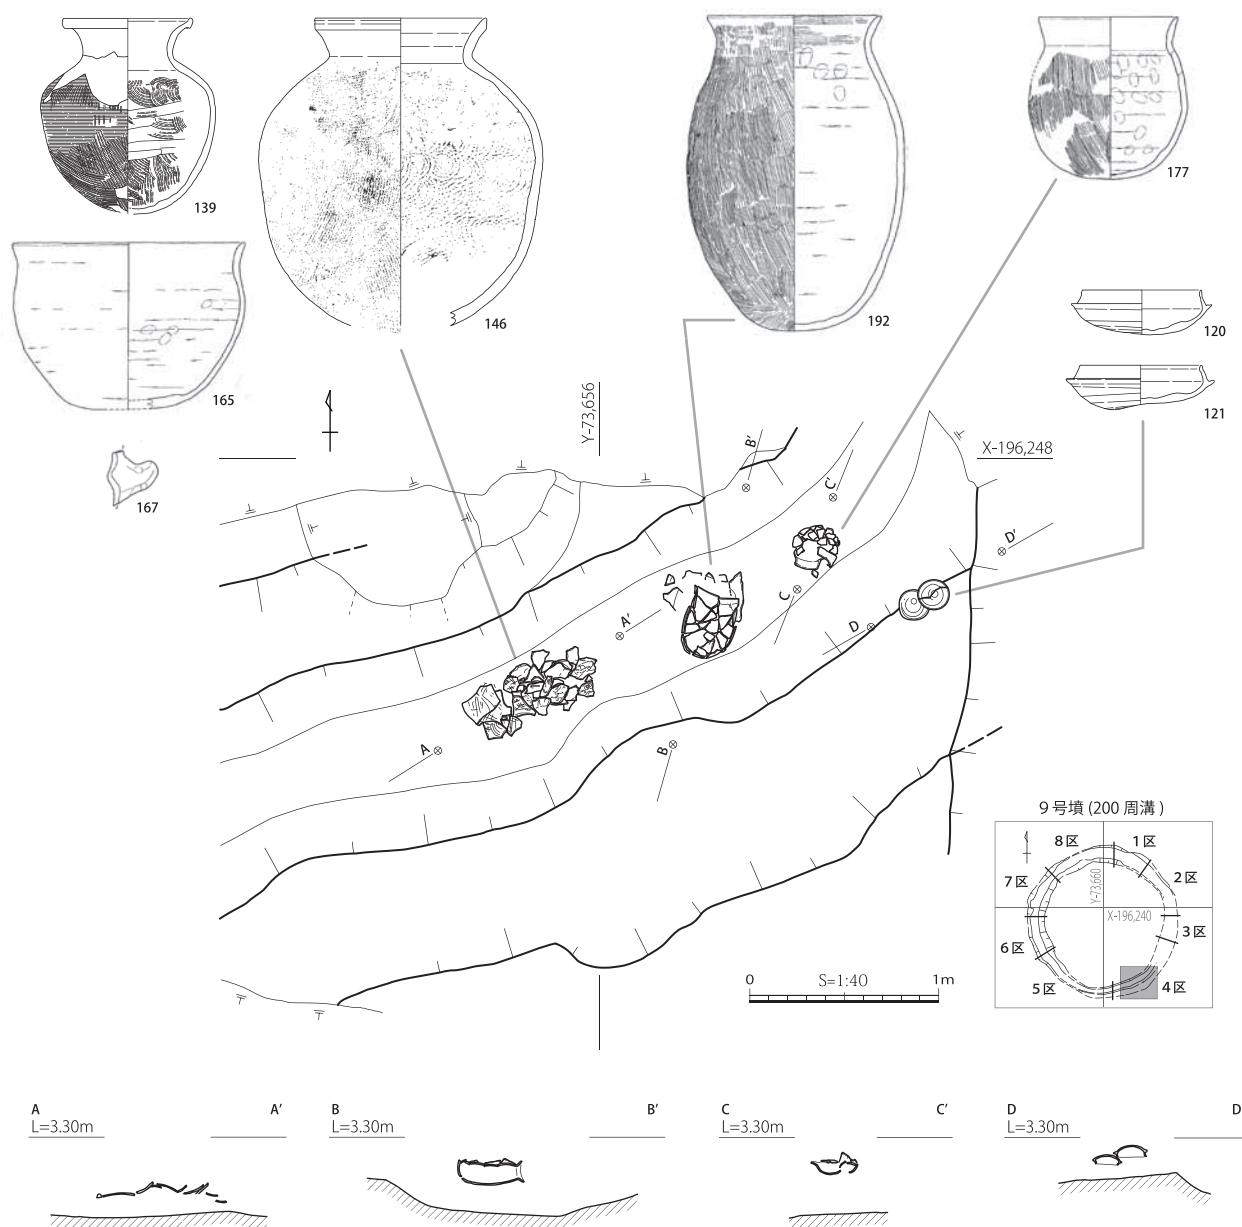 139
146
192
177
165
120
121
167
Y-73,656
X-196,248
B′
C′
D′
A′
C
D
A
B
9号墳(200周溝)
8区
1区
7区
2区
Y-73,660
X-196,240
6区
3区
5区
4区
0
S=1:40
1m
A
A′
L=3.30m
B
B′
L=3.30m
C
C′
L=3.30m
D
D
L=3.30m